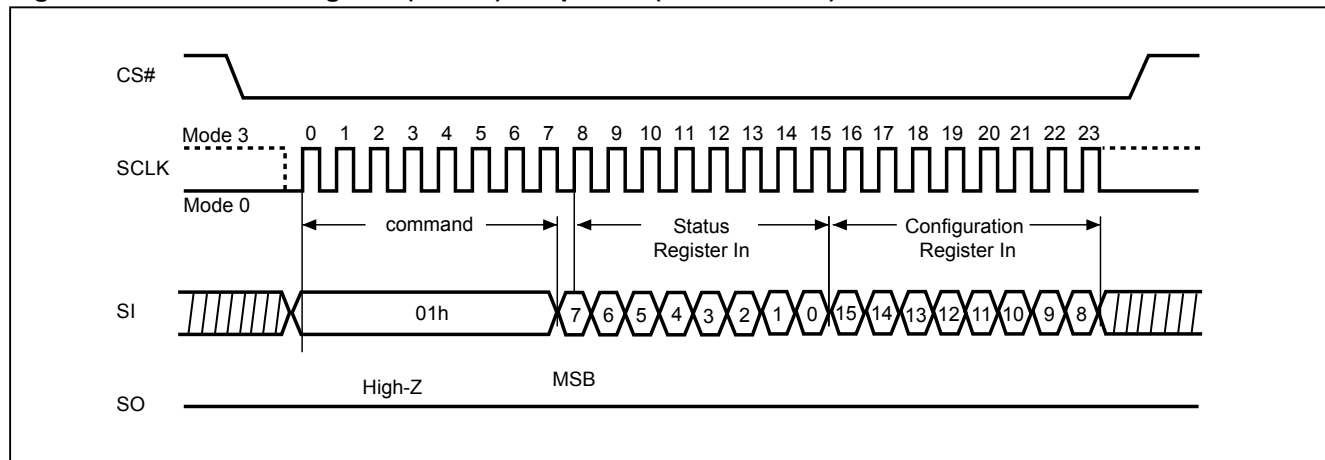 CS#
Mode 3
0 1 2 3 4 5 6 7 8 9 10 11 12 13 14 15 16 17 18 19 20 21 22 23
SCLK
Mode 0
command
Status
Register In
Configuration
Register In
SI
01h
7 6 5 4 3 2 1 0 15 14 13 12 11 10 9 8
High-Z
MSB
SO